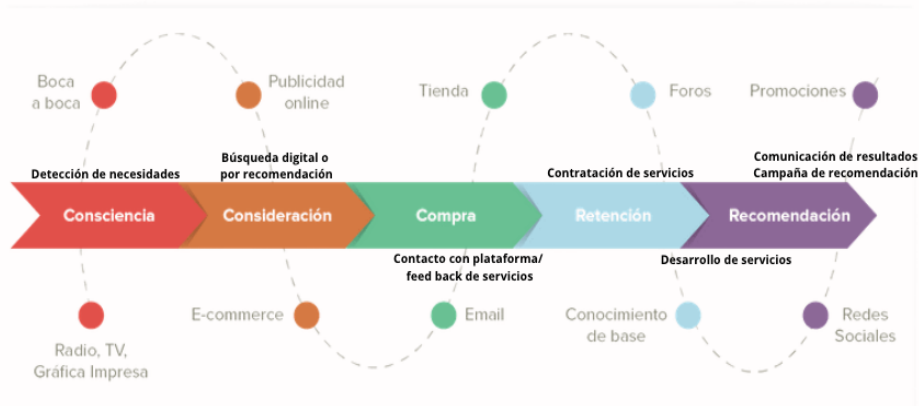 Boca
a boca
Publicidad
online
Tienda
Foros
Promociones
Detección de necesidades
Búsqueda digital o
por recomendación
Contratación de servicios
Comunicación de resultados
Campaña de recomendación
Consciencia
Consideración
Compra
Retención
Recomendación
Contacto con plataforma/
feed back de servicios
Desarrollo de servicios
E-commerce
Email
Conocimiento
de base
Redes
Sociales
Radio, TV,
Gráfica Impresa